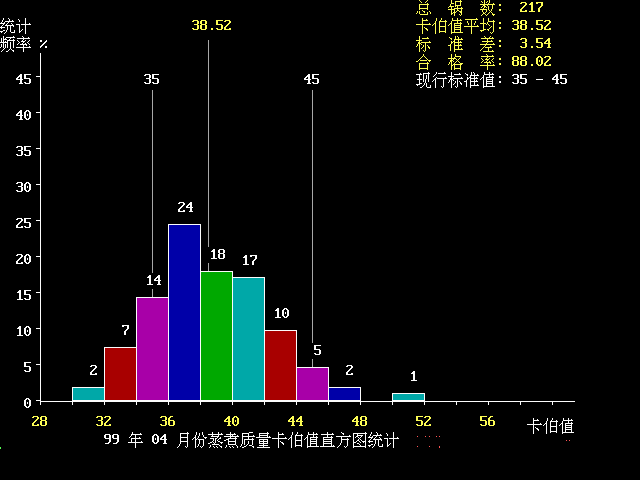 总 锅 数: 217
统计 38.52 卡伯值平均: 38.52
频率 % 标 准 差: 3.54
合 格 率: 88.02
35 45 现行标准值: 35 - 45
45
40
35
30
25
20
15
10
5
0
24
18
17
14
10
7
5
2
2
1
28 32 36 40 44 48 52 56 卡伯值
99 年 04 月份蒸煮质量卡伯值直方图统计